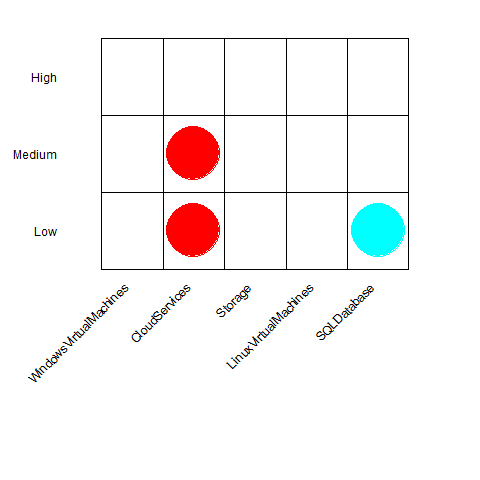 High
Medium
Low
WindowsVirtualMachines
CloudServices
Storage
LinuxVirtualMachines
SQLDatabase